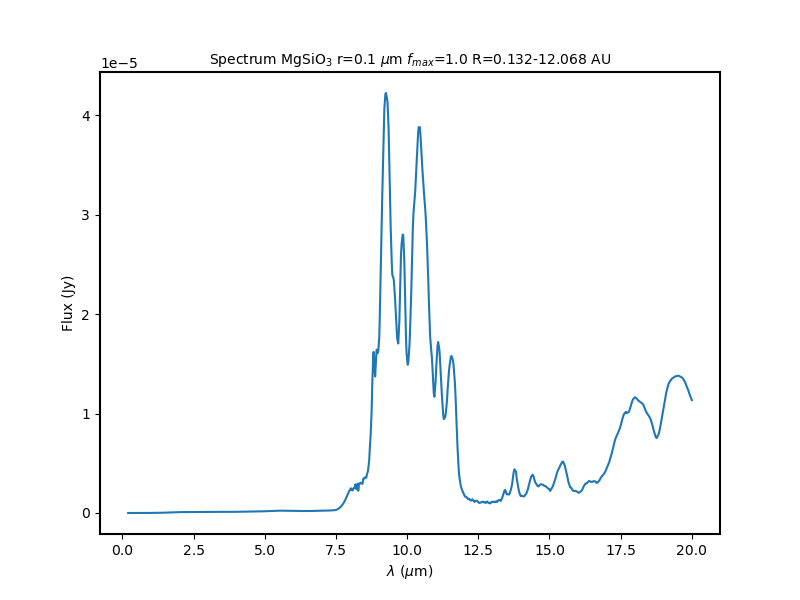 Spectrum MgSiO₃ r=0.1 μm f_max=1.0 R=0.132-12.068 AU
1e−5
4
3
2
1
0
Flux (Jy)
0.0 2.5 5.0 7.5 10.0 12.5 15.0 17.5 20.0
λ (μm)